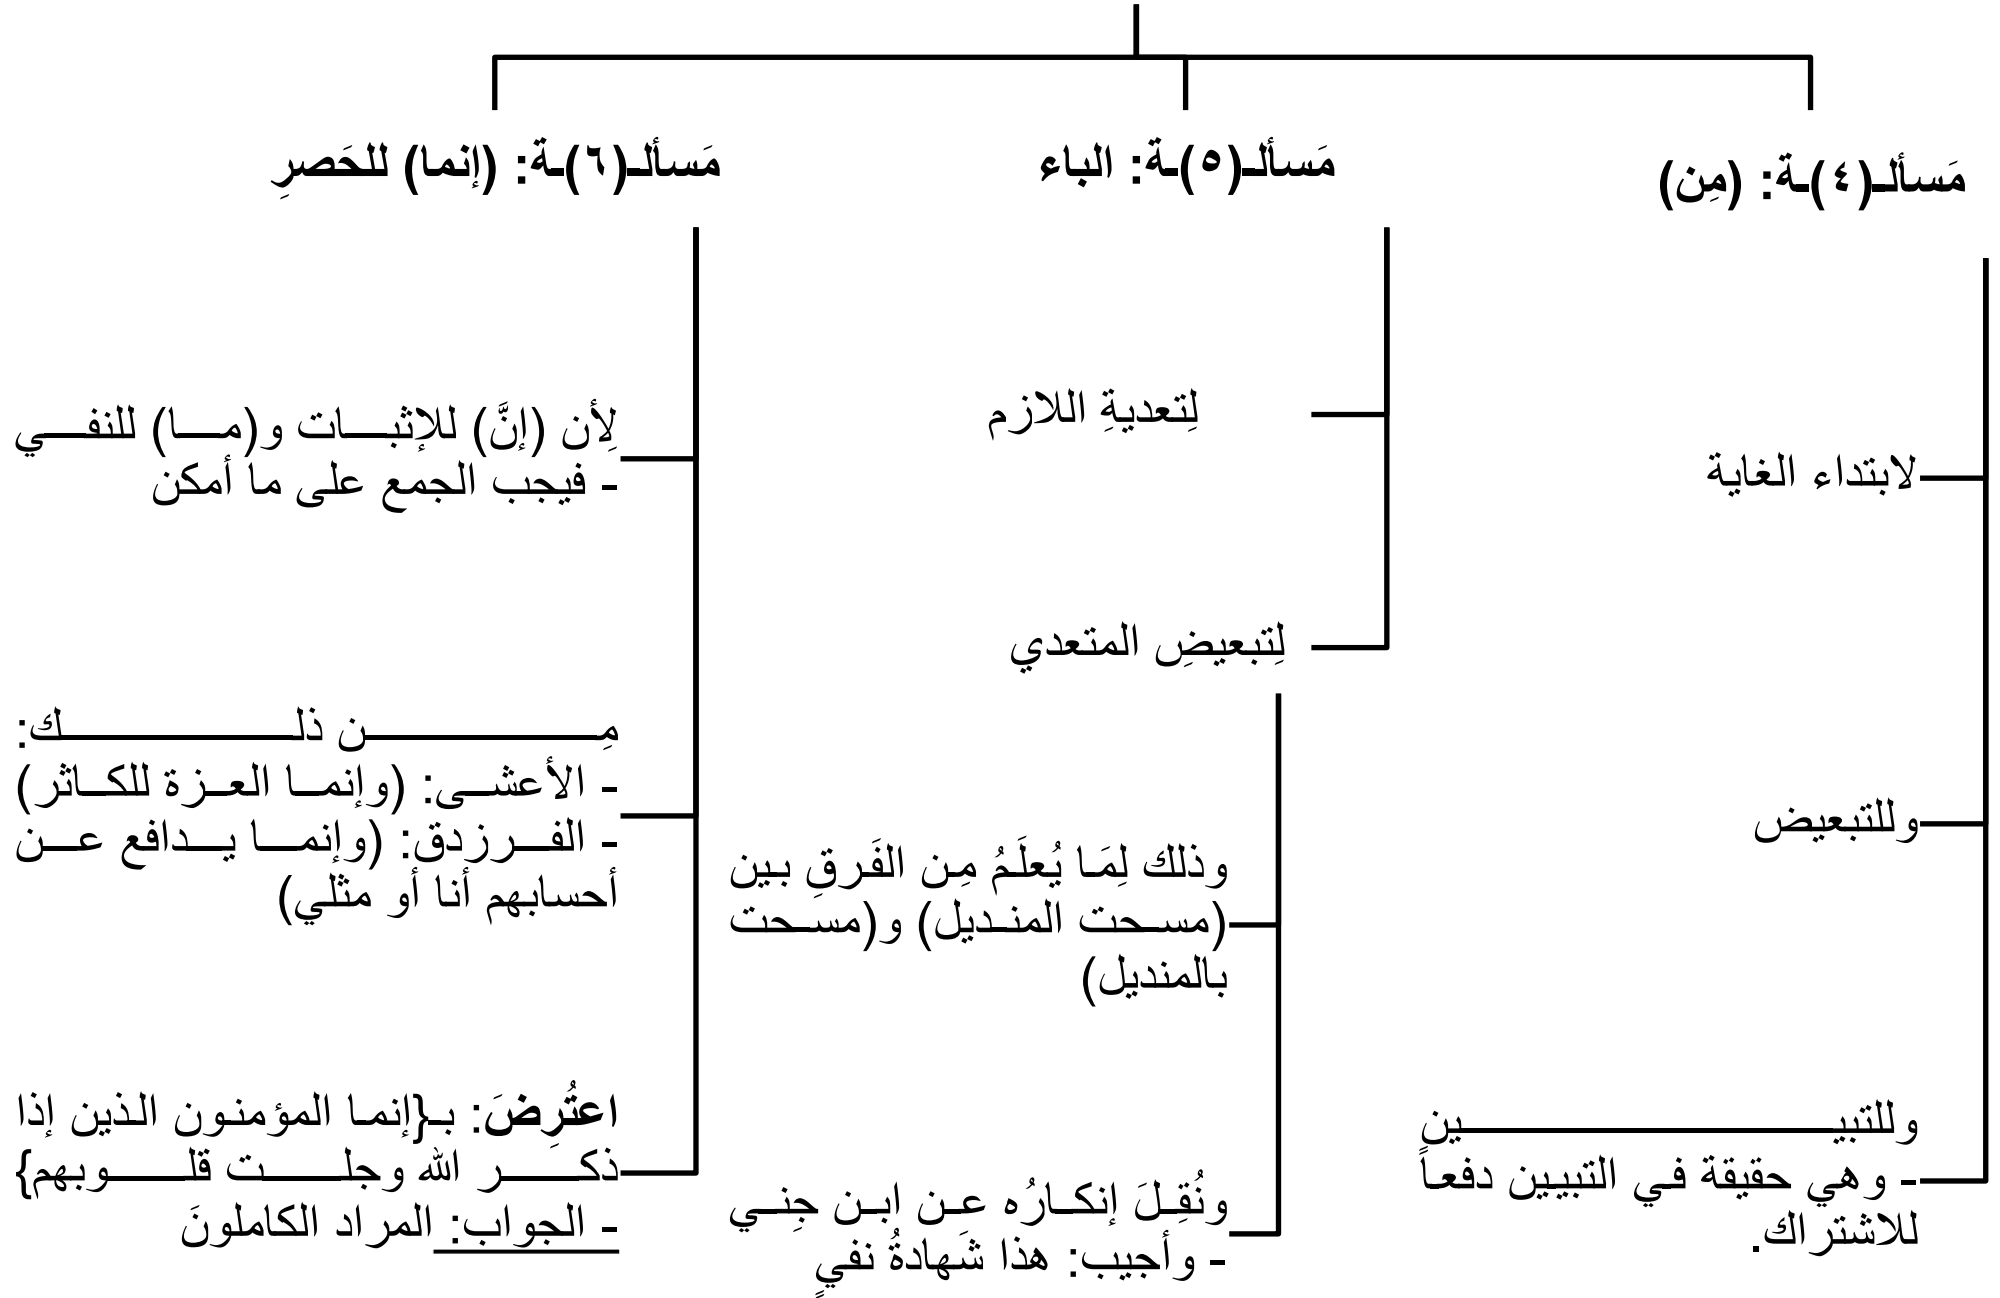 مَسألـ(٤)ـة: (مِن)
لابتداء الغاية
وللتبعيض
وللتبيـــين
- وهي حقيقة في التبيين دفعاً
للاشتراك.
مَسألـ(٥)ـة: الباء
لِتعديةِ اللازم
لِتبعيضِ المتعدي
وذلك لِمَا يُعلَمُ مِن الفَرقِ بين
(مسحت المنديل) و(مسحت
بالمنديل)
ونُقِلَ إنكارُه عن ابن جِني
- وأجيب: هذا شَهادةُ نفيٍ
مَسألـ(٦)ـة: (إنما) للحَصرِ
لِأن (إنَّ) للإثبات و(ما) للنفي
- فيجب الجمع على ما أمكن
مِن ذلك:
- الأعشى: (وإنما العزة للكاثر)
- الفرزدق: (وإنما يدافع عن
أحسابهم أنا أو مثلي)
اعتُرِضَ: بـ{إنما المؤمنون الذين إذا
ذكر الله وجلت قلوبهم}
- الجواب: المراد الكاملونَ